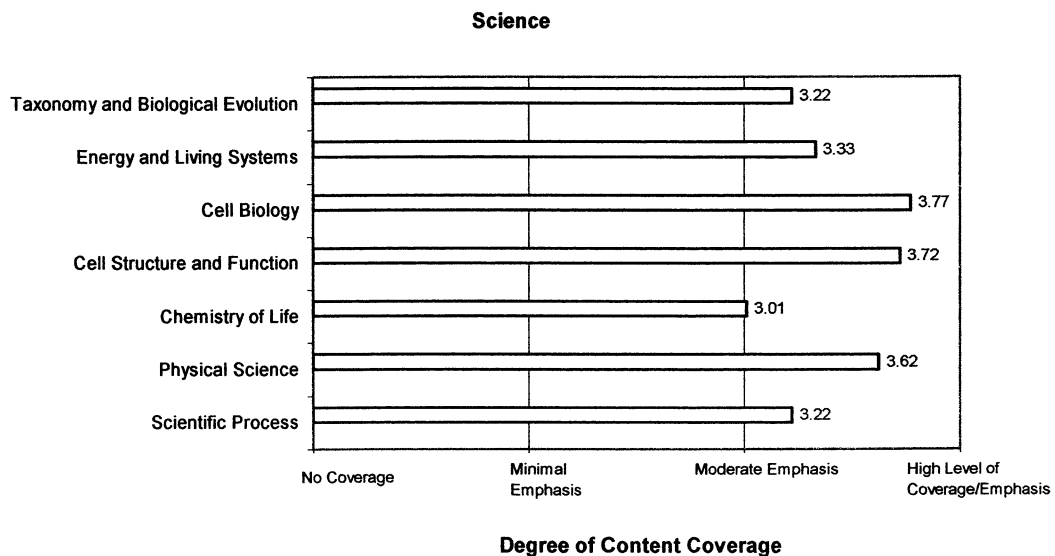 Science
Taxonomy and Biological Evolution
3.22
Energy and Living Systems
3.33
Cell Biology
3.77
Cell Structure and Function
3.72
Chemistry of Life
3.01
Physical Science
3.62
Scientific Process
3.22
No Coverage
Minimal
Emphasis
Moderate Emphasis
High Level of
Coverage/Emphasis
Degree of Content Coverage